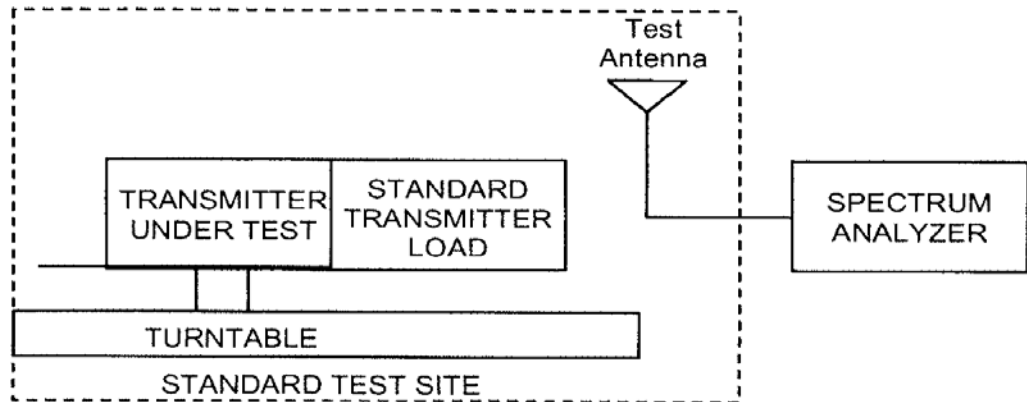 Test
Antenna
TRANSMITTER
UNDER TEST
STANDARD
TRANSMITTER
LOAD
SPECTRUM
ANALYZER
TURNTABLE
STANDARD TEST SITE